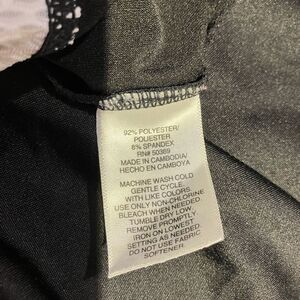 92% POLYESTER/
POLIESTER
8% SPANDEX
RN# 50369
MADE IN CAMBODIA/
HECHO EN CAMBOYA
MACHINE WASH COLD
GENTLE CYCLE
WITH LIKE COLORS.
USE ONLY NON-CHLORINE
BLEACH WHEN NEEDED.
TUMBLE DRY LOW.
REMOVE PROMPTLY
IRON ON LOWEST
SETTING AS NEEDED.
DO NOT USE FABRIC
SOFTENER.